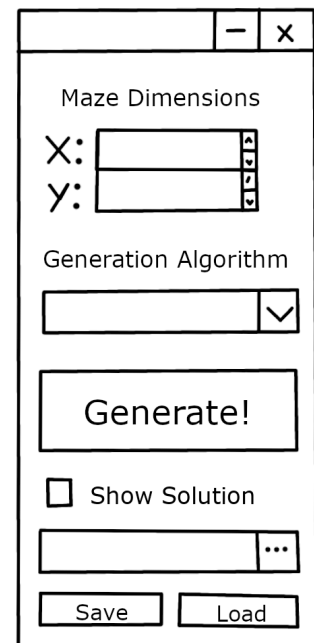 Maze Dimensions
X:
y:
Generation Algorithm
Generate!
Show Solution
...
Save Load